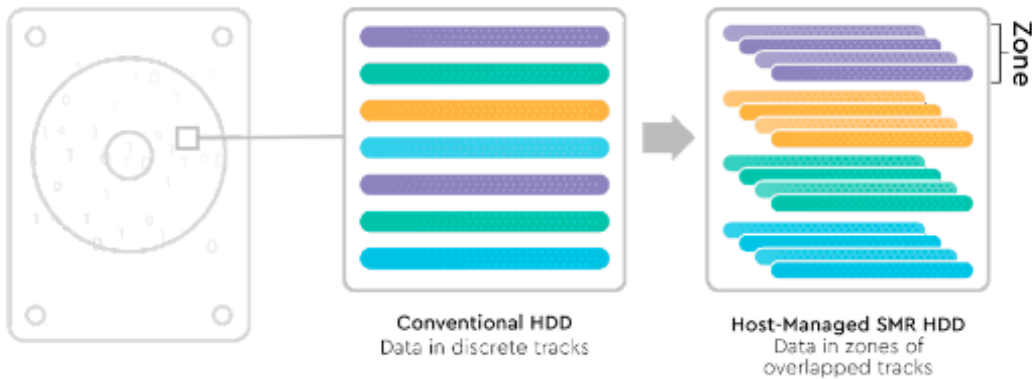 Zone
Conventional HDD
Data in discrete tracks
Host-Managed SMR HDD
Data in zones of
overlapped tracks